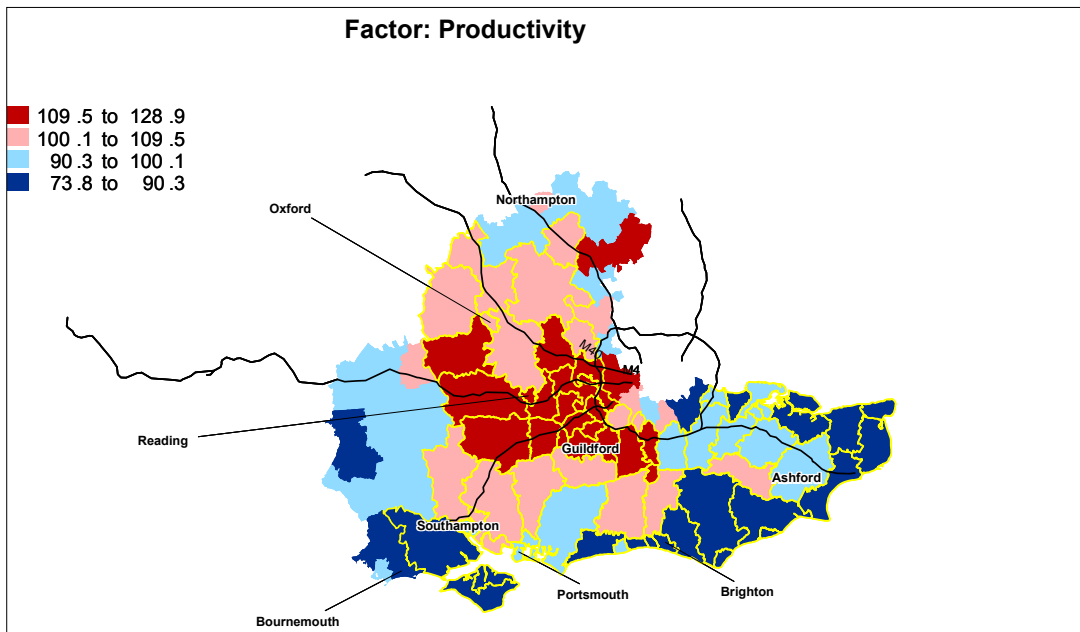 Factor: Productivity
109 .5 to 128 .9
100 .1 to 109 .5
90 .3 to 100 .1
73.8 to 90.3
Northampton
Oxford
M40
M4
Reading
Guildford
Ashford
Southampton
Portsmouth
Brighton
Bournemouth